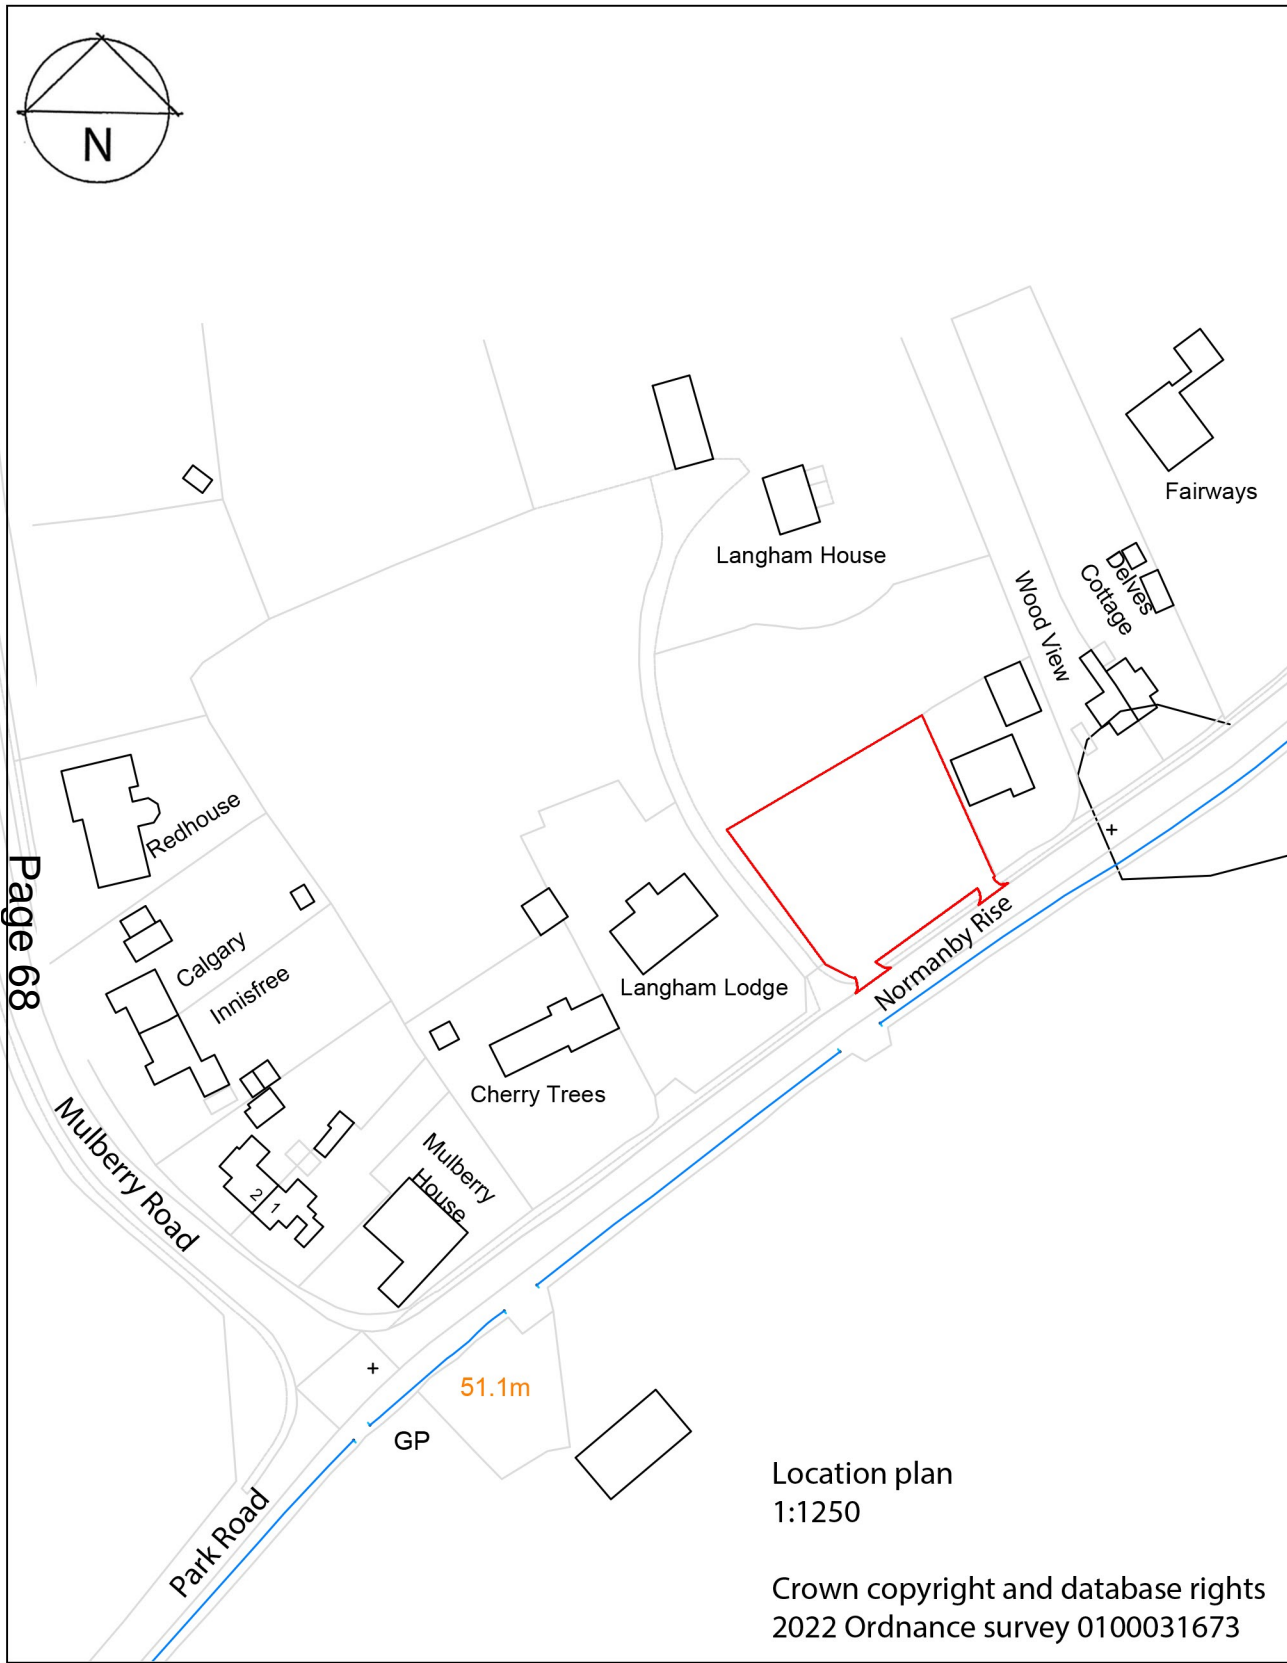 N
Fairways
Langham House
Delves
Cottage
Wood View
Redhouse
Page 68
Calgary
Innisfree
Langham Lodge
Normanby Rise
Cherry Trees
Mulberry Road
Mulberry
House
2
1
51.1m
GP
Park Road
Location plan
1:1250
Crown copyright and database rights
2022 Ordnance survey 0100031673